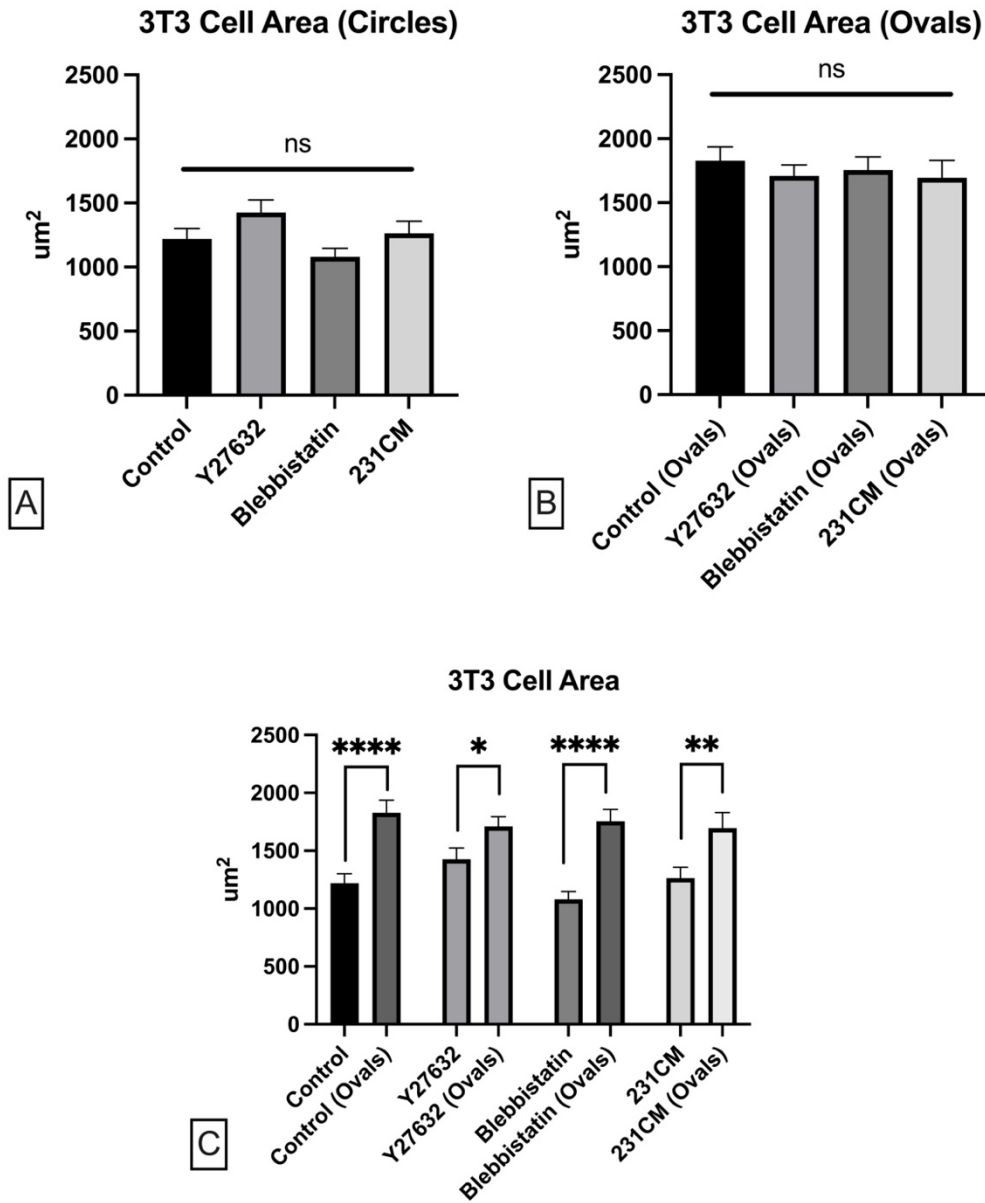 3T3 Cell Area (Circles)
um²
2500
2000
1500
1000
500
0
ns
Control
Y27632
Blebbistatin
231CM
A
3T3 Cell Area (Ovals)
um²
2500
2000
1500
1000
500
0
ns
Control (Ovals)
Y27632 (Ovals)
Blebbistatin (Ovals)
231CM (Ovals)
B
3T3 Cell Area
um²
2500
2000
1500
1000
500
0
****
*
****
**
Control
Control (Ovals)
Y27632
Y27632 (Ovals)
Blebbistatin
Blebbistatin (Ovals)
231CM
231CM (Ovals)
C